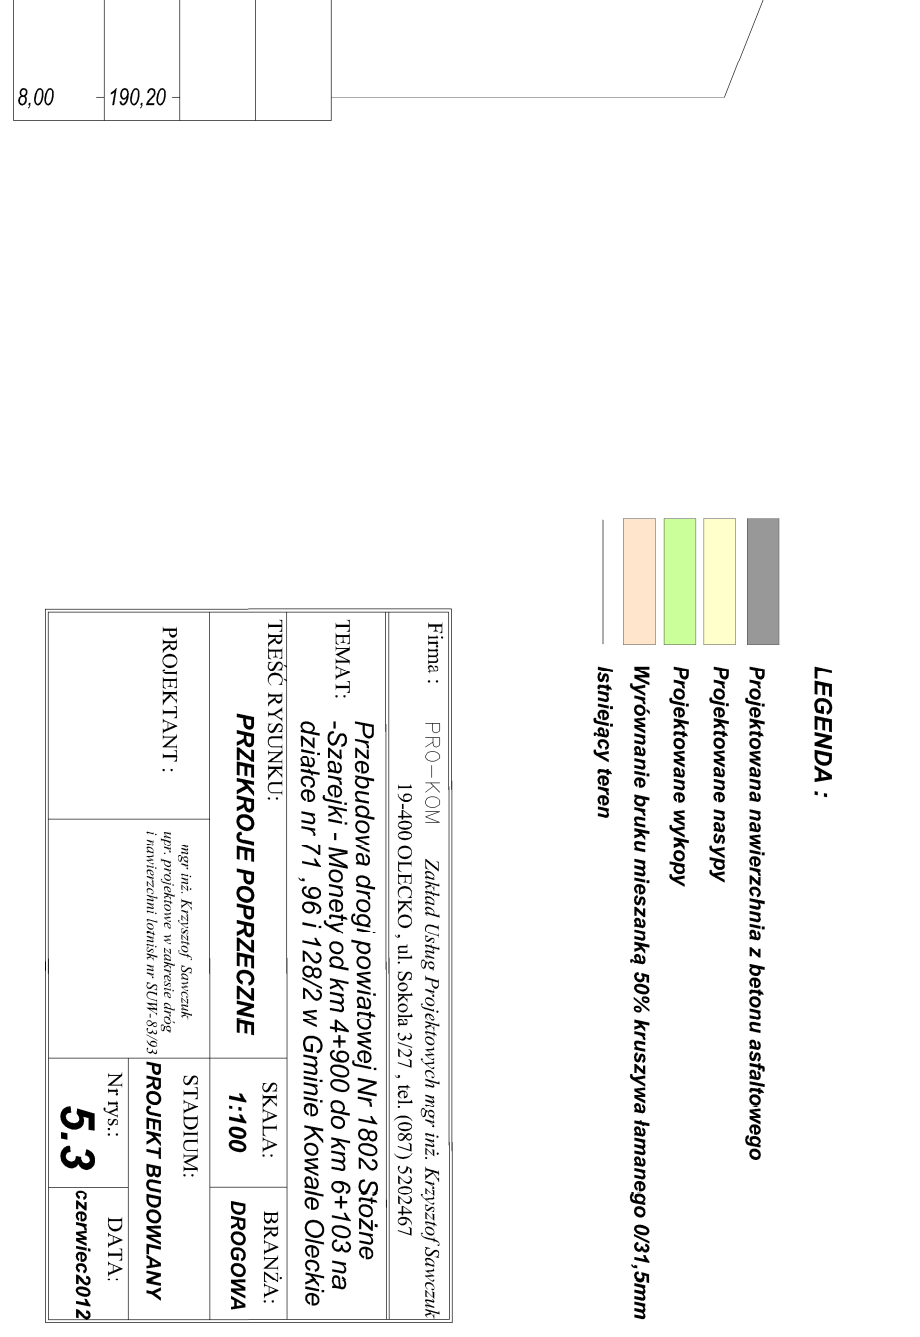 8,00
190,20
LEGENDA :
Projektowana nawierzchnia z betonu asfaltowego
Projektowane nasypy
Projektowane wykopy
Wyrównanie bruku mieszanką 50% kruszywa łamanego 0/31,5mm
Istniejący teren
Firma : PRO-KOM Zakład Usług Projektowych mgr inż. Krzysztof Sawczuk
19-400 OLECKO , ul. Sokola 3/27 , tel. (087) 5202467
TEMAT: Przebudowa drogi powiatowej Nr 1802 Stożne
-Szarejki - Monety od km 4+900 do km 6+103 na
działce nr 71 ,96 i 128/2 w Gminie Kowale Oleckie
TREŚĆ RYSUNKU:
PRZEKROJE POPRZECZNE
SKALA:
1:100
BRANŻA:
DROGOWA
PROJEKTANT :
mgr inż. Krzysztof Sawczuk
upr. projektowe w zakresie dróg
i nawierzchni lotnisk nr SUW-83/93
STADIUM:
PROJEKT BUDOWLANY
Nr rys.:
5.3
DATA:
czerwiec2012